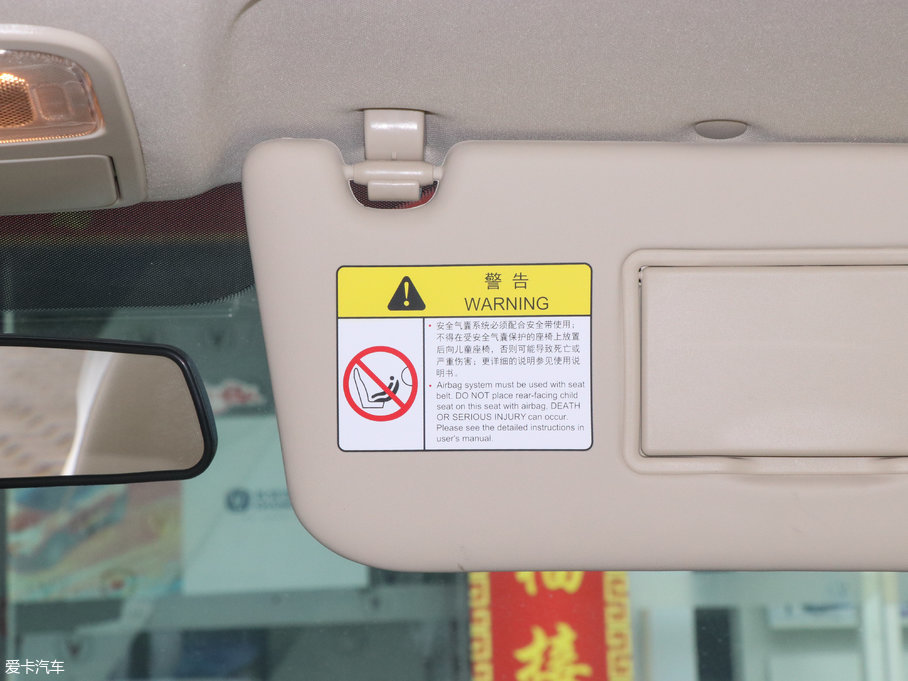 警告
WARNING
• 安全气囊系统必须配合安全带使用;
不得在受安全气囊保护的座椅上放置
后向儿童座椅，否则可能导致死亡或
严重伤害; 更详细的说明参见使用说
明书。
• Airbag system must be used with seat
belt. DO NOT place rear-facing child
seat on this seat with airbag, DEATH
OR SERIOUS INJURY can occur.
Please see the detailed instructions in
user's manual.
福
接
爱卡汽车